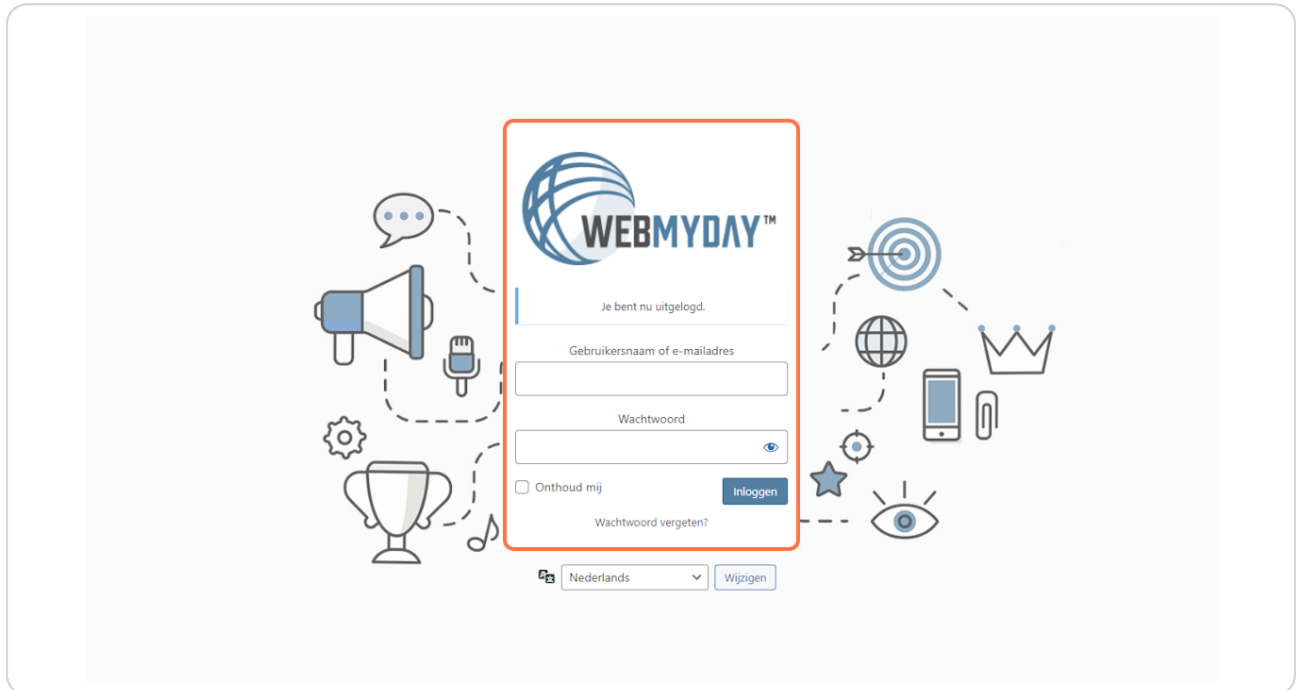 WEBMYDAY™
Je bent nu uitgelogd.
Gebruikersnaam of e-mailadres
Wachtwoord
Onthoud mij
Inloggen
Wachtwoord vergeten?
Nederlands
Wijzigen